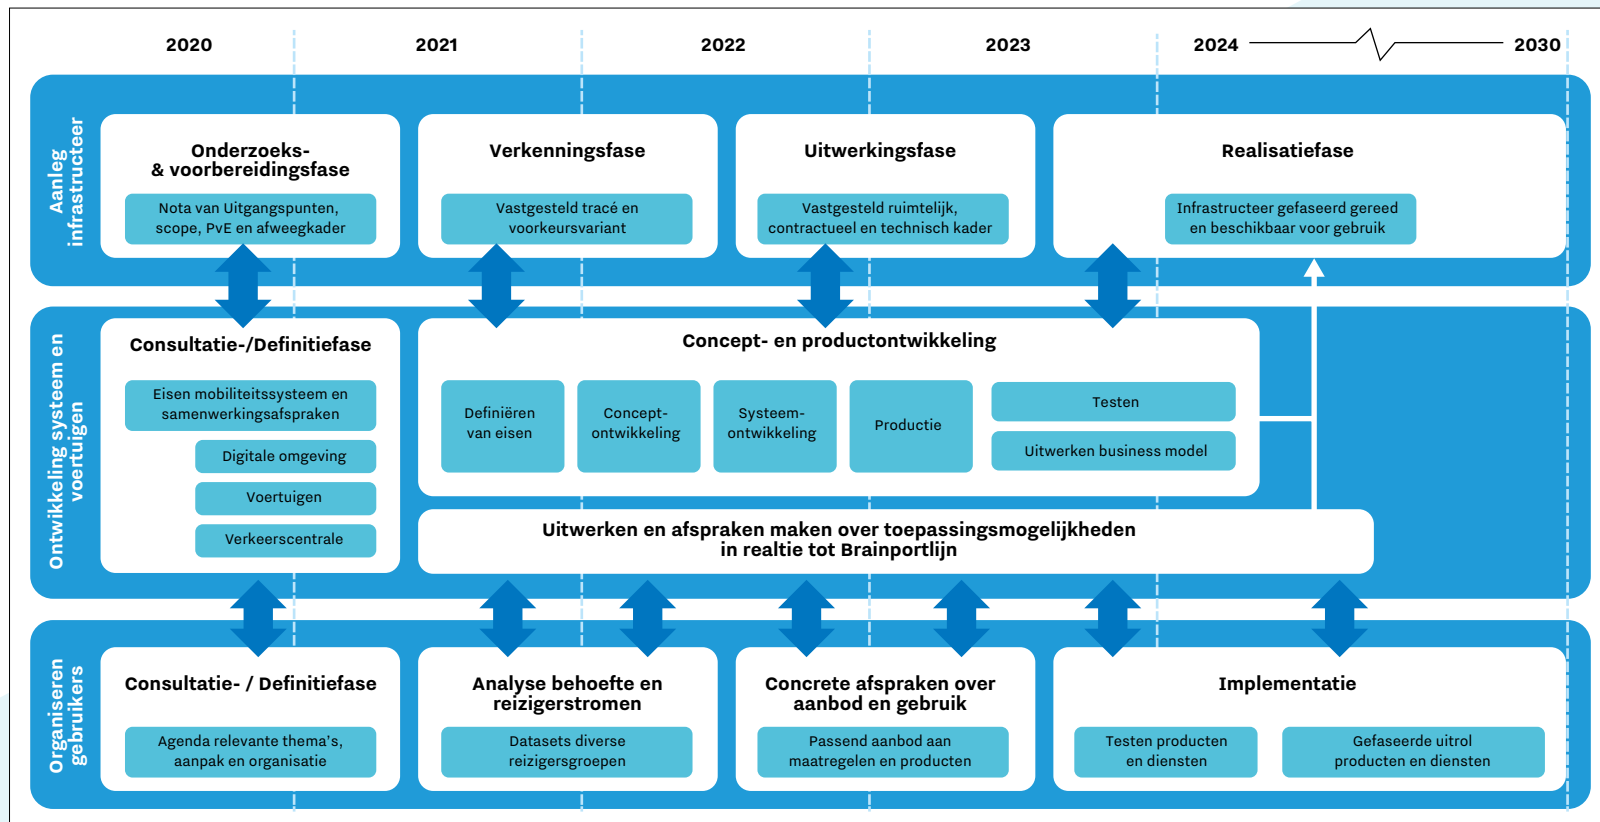 2020
2021
2022
2023
2024
2030
Aanleg
infrastructeer
Onderzoeks-
& voorbereidingsfase
Nota van Uitgangspunten,
scope, PvE en afweegkader
Verkenningsfase
Vastgesteld tracé en
voorkeursvariant
Uitwerkingsfase
Vastgesteld ruimtelijk,
contractueel en technisch kader
Realisatiefase
Infrastructeer gefaseerd gereed
en beschikbaar voor gebruik
Ontwikkeling systeem en
voertuigen
Consultatie-/Definitiefase
Eisen mobiliteitssysteem en
samenwerkingsafspraken
Digitale omgeving
Voertuigen
Verkeerscentrale
Concept- en productontwikkeling
Definiëren
van eisen
Concept-
ontwikkeling
Systeem-
ontwikkeling
Productie
Testen
Uitwerken business model
Uitwerken en afspraken maken over toepassingsmogelijkheden
in realtie tot Brainportlijn
Organiseren
gebruikers
Consultatie- / Definitiefase
Agenda relevante thema's,
aanpak en organisatie
Analyse behoefte en
reizigerstromen
Datasets diverse
reizigersgroepen
Concrete afspraken over
aanbod en gebruik
Passend aanbod aan
maatregelen en producten
Implementatie
Testen producten
en diensten
Gefaseerde uitrol
producten en diensten